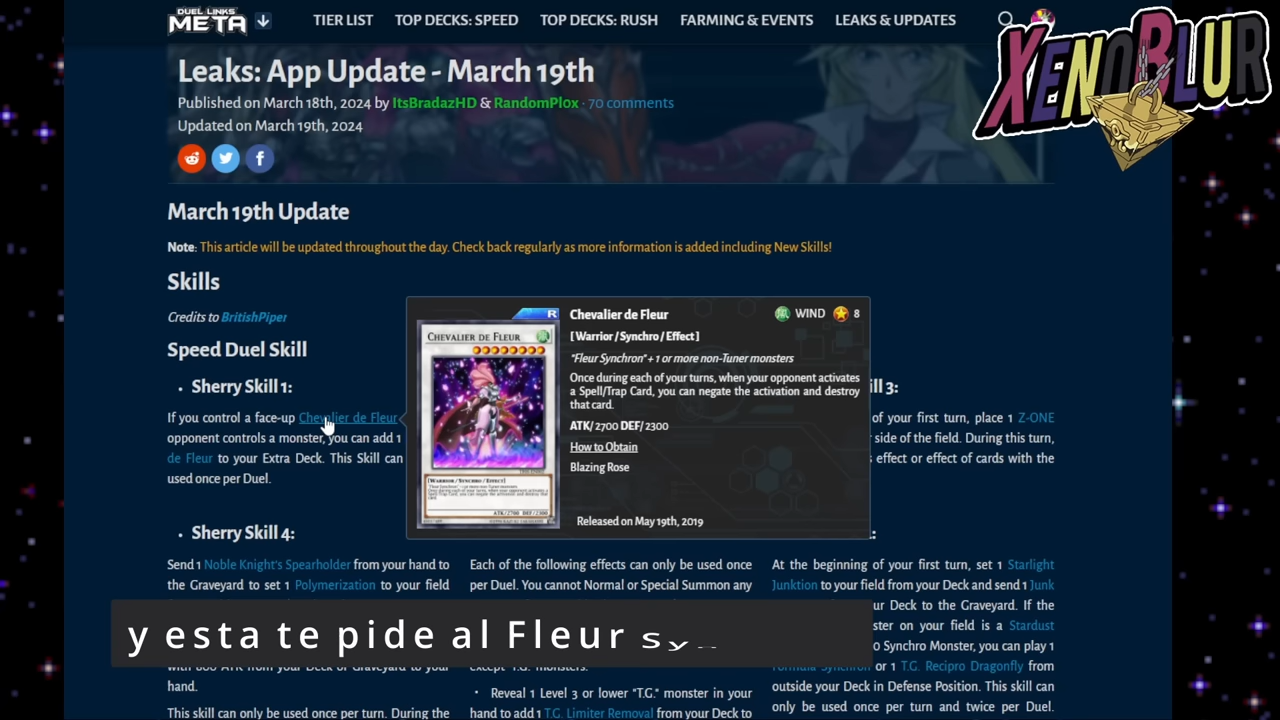 DUEL LINKS
META
TIER LIST
TOP DECKS: SPEED
TOP DECKS: RUSH
FARMING & EVENTS
LEAKS & UPDATES
XENOBLUR
Leaks: App Update - March 19th
Published on March 18th, 2024 by ItsBradazHD & RandomPl0x · 70 comments
Updated on March 19th, 2024
March 19th Update
Note: This article will be updated throughout the day. Check back regularly as more information is added including New Skills!
Skills
Credits to BritishPiper
Speed Duel Skill
• Sherry Skill 1:
If you control a face-up Chevalier de Fleur
opponent controls a monster, you can add 1
de Fleur to your Extra Deck. This Skill can
used once per Duel.
R
CHEVALIER DE FLEUR
[WARRIOR/SYNCHRO/EFFECT]
ATK/2700 DEF/2300
Chevalier de Fleur
WIND
8
[ Warrior / Synchro / Effect ]
"Fleur Synchron" + 1 or more non-Tuner monsters
Once during each of your turns, when your opponent activates
a Spell/Trap Card, you can negate the activation and destroy
that card.
ATK/ 2700 DEF/ 2300
How to Obtain
Blazing Rose
Released on May 19th, 2019
ill 3:
of your first turn, place 1 Z-ONE
side of the field. During this turn,
effect or effect of cards with the
• Sherry Skill 4:
Send 1 Noble Knight's Spearholder from your hand to
the Graveyard to set 1 Polymerization to your field
hand.
This skill can only be used once per turn. During the
Each of the following effects can only be used once
per Duel. You cannot Normal or Special Summon any
except T.G. monsters.
• Reveal 1 Level 3 or lower "T.G." monster in your
hand to add 1 T.G. Limiter Removal from your Deck to
At the beginning of your first turn, set 1 Starlight
Junktion to your field from your Deck and send 1 Junk
ur Deck to the Graveyard. If the
ster on your field is a Stardust
o Synchro Monster, you can play 1
Formula Synchron or 1 T.G. Recipro Dragonfly from
outside your Deck in Defense Position. This skill can
only be used once per turn and twice per Duel.
y esta te pide al Fleur sy